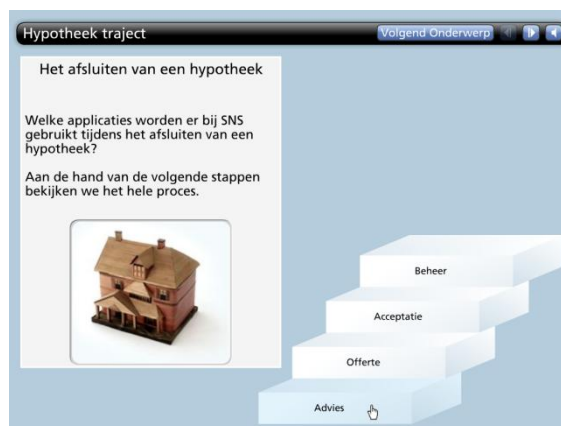 Hypotheek traject
Volgend Onderwerp
Het afsluiten van een hypotheek
Welke applicaties worden er bij SNS
gebruikt tijdens het afsluiten van een
hypotheek?
Aan de hand van de volgende stappen
bekijken we het hele proces.
Beheer
Acceptatie
Offerte
Advies